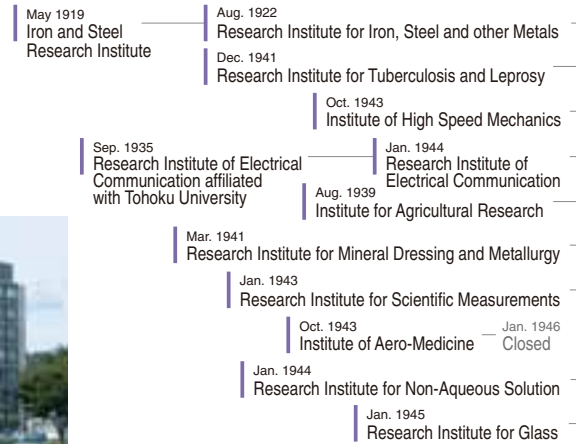 May 1919
Iron and Steel
Research Institute
Aug. 1922
Research Institute for Iron, Steel and other Metals
Dec. 1941
Research Institute for Tuberculosis and Leprosy
Oct. 1943
Institute of High Speed Mechanics
Sep. 1935
Research Institute of Electrical
Communication affiliated
with Tohoku University
Jan. 1944
Research Institute of
Electrical Communication
Aug. 1939
Institute for Agricultural Research
Mar. 1941
Research Institute for Mineral Dressing and Metallurgy
Jan. 1943
Research Institute for Scientific Measurements
Oct. 1943
Institute of Aero-Medicine
Jan. 1946
Closed
Jan. 1944
Research Institute for Non-Aqueous Solution
Jan. 1945
Research Institute for Glass